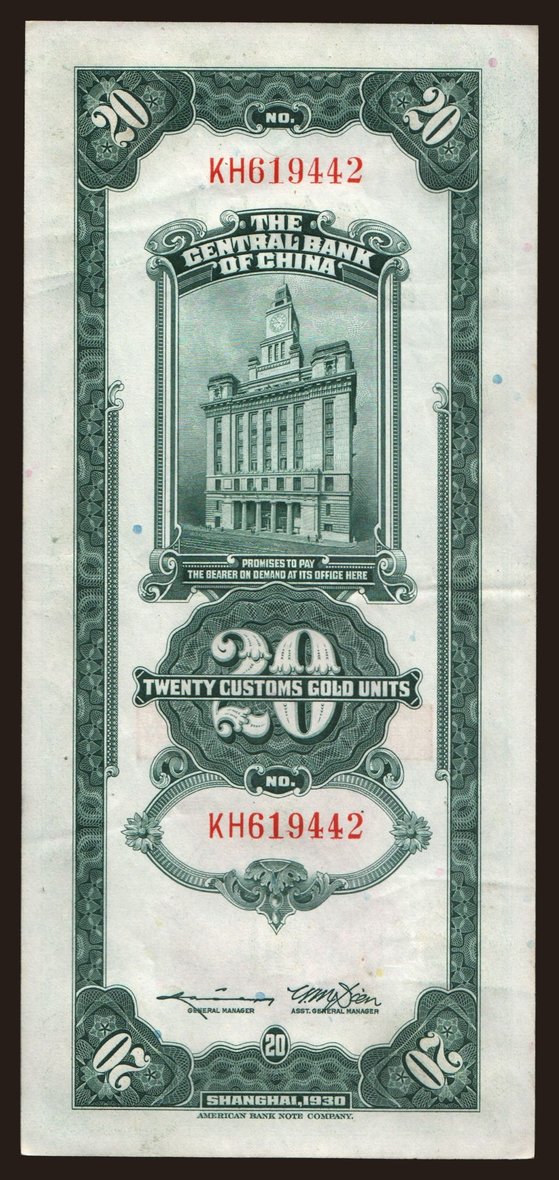 20 20
NO.
KH619442
THE
CENTRAL BANK
OF CHINA
PROMISES TO PAY
THE BEARER ON DEMAND AT ITS OFFICE HERE
20
TWENTY CUSTOMS GOLD UNITS
NO.
KH619442
GENERAL MANAGER ASST. GENERAL MANAGER
20 20 20
SHANGHAI, 1930
AMERICAN BANK NOTE COMPANY.